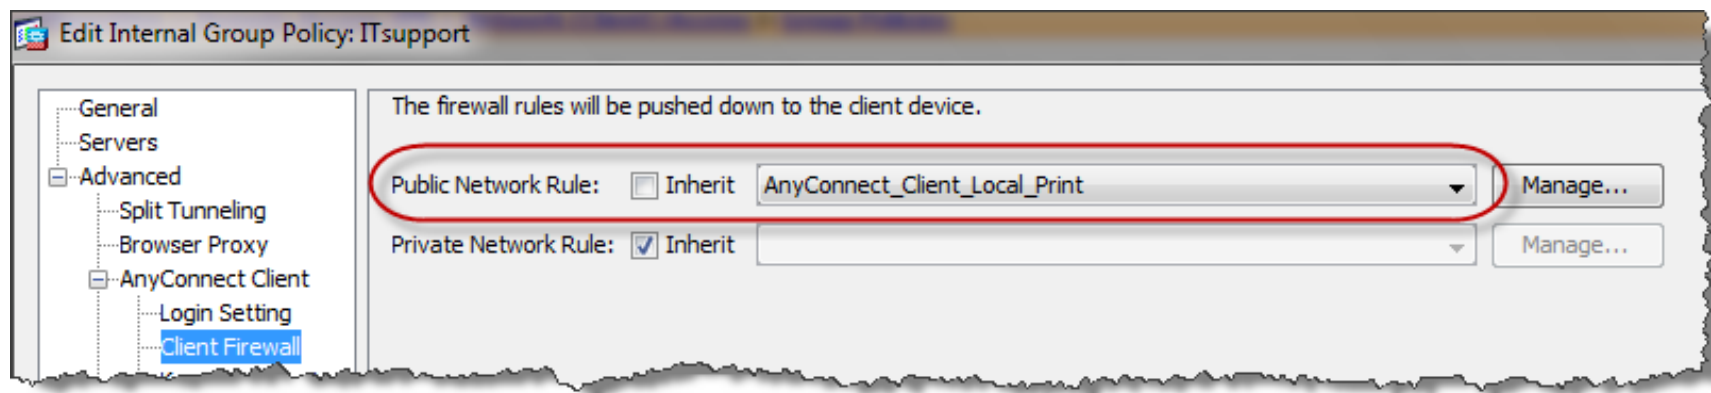 Edit Internal Group Policy: ITsupport
General
Servers
Advanced
Split Tunneling
Browser Proxy
AnyConnect Client
Login Setting
Client Firewall
The firewall rules will be pushed down to the client device.
Public Network Rule: Inherit AnyConnect_Client_Local_Print Manage...
Private Network Rule: Inherit Manage...